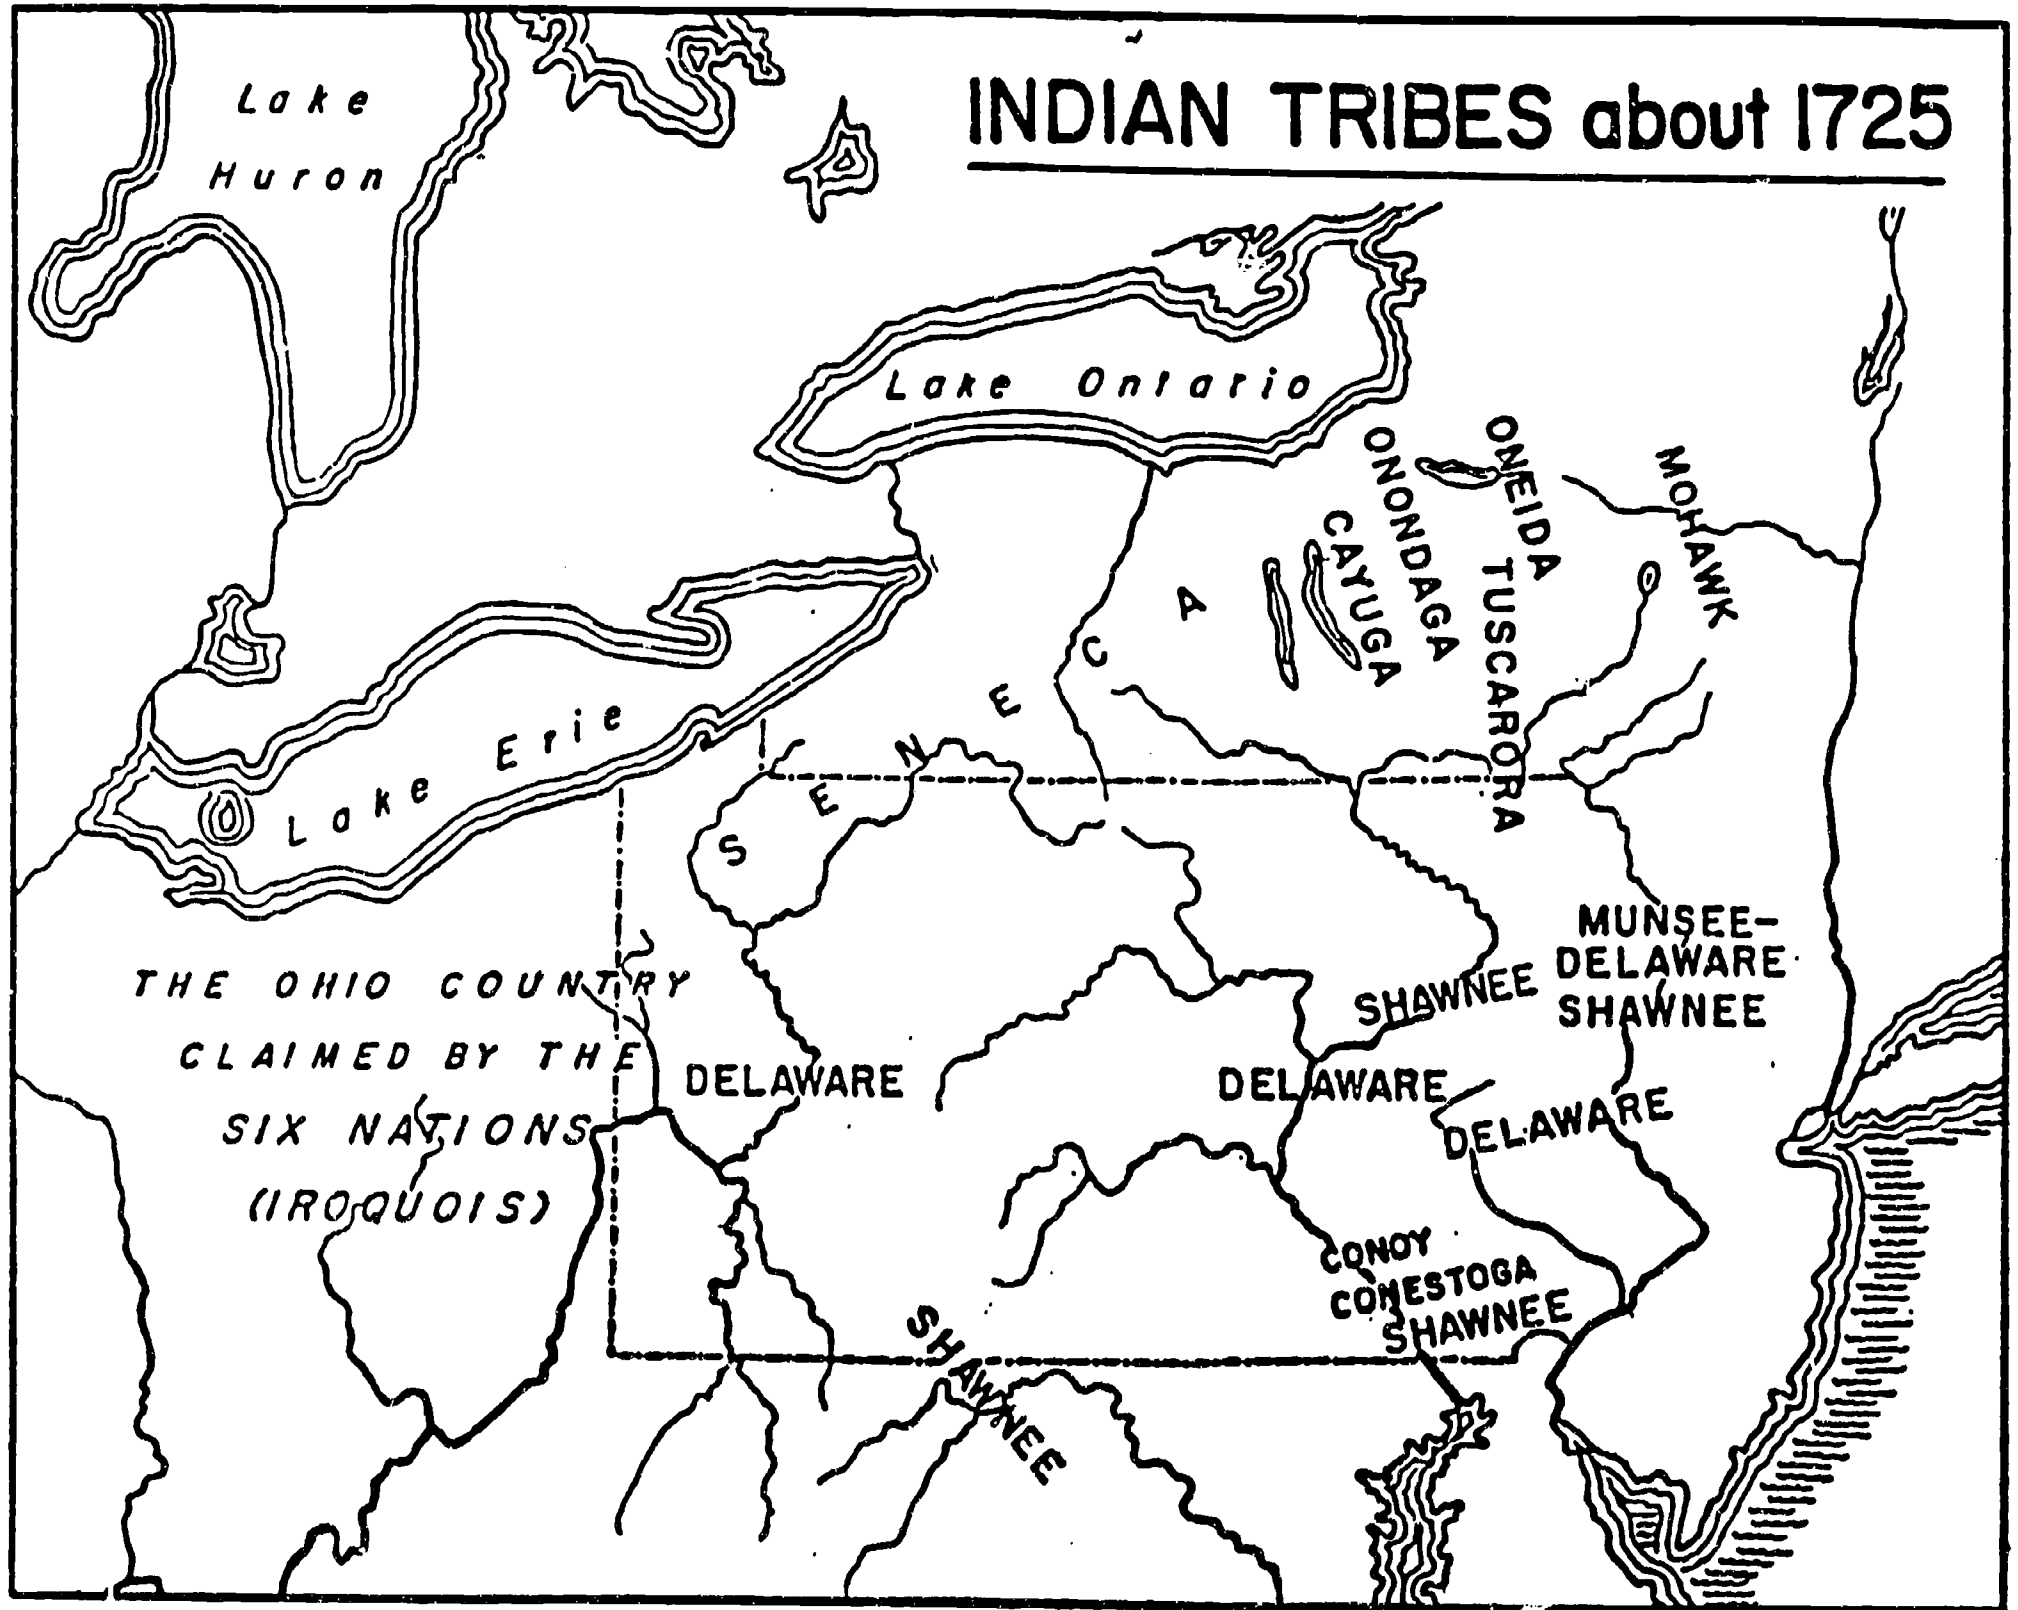 INDIAN TRIBES about 1725
Lake
Huron
Lake Ontario
ONONDAGA
ONEIDA
MOHAWK
CAYUGA
TUSCARORA
SENECA
Lake Erie
MUNSEE-
DELAWARE
SHAWNEE
SHAWNEE
THE OHIO COUNTRY
CLAIMED BY THE
SIX NATIONS
(IROQUOIS)
DELAWARE
DELAWARE
DELAWARE
CONOY
CONESTOGA
SHAWNEE
SHAWNEE